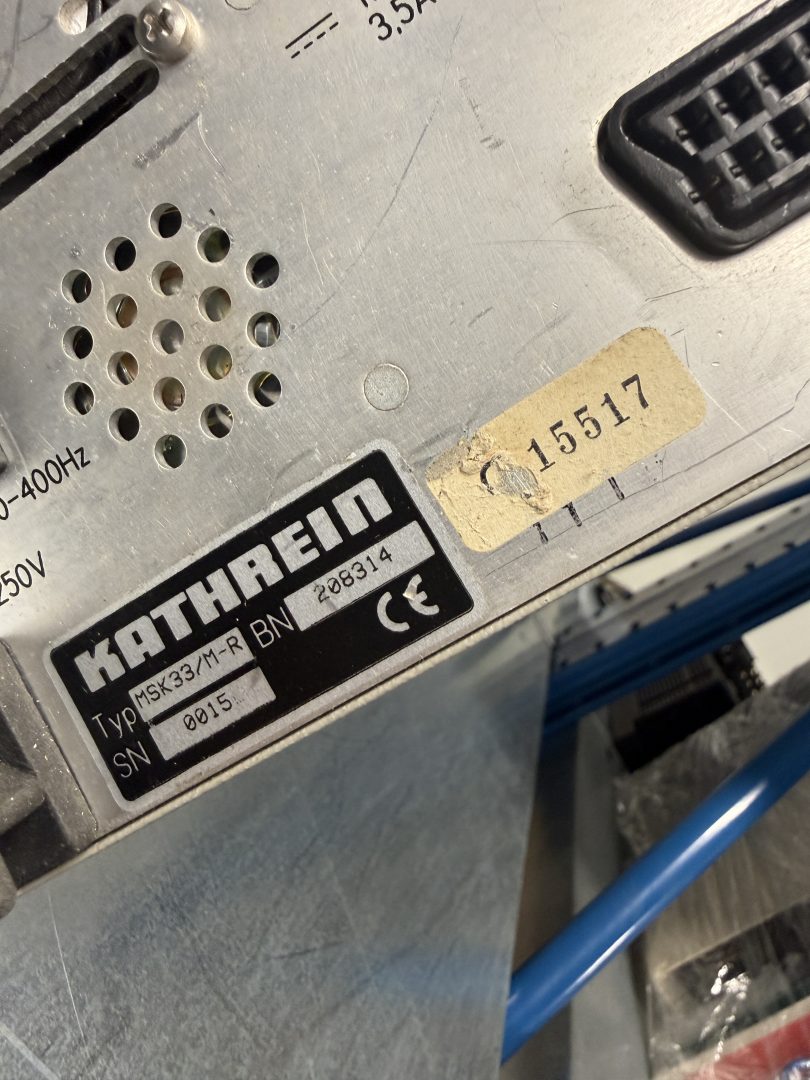 3,5A
0-400Hz
250V
15517
KATHREIN
Typ MSK33/M-R BN 208314
SN 0015 CE